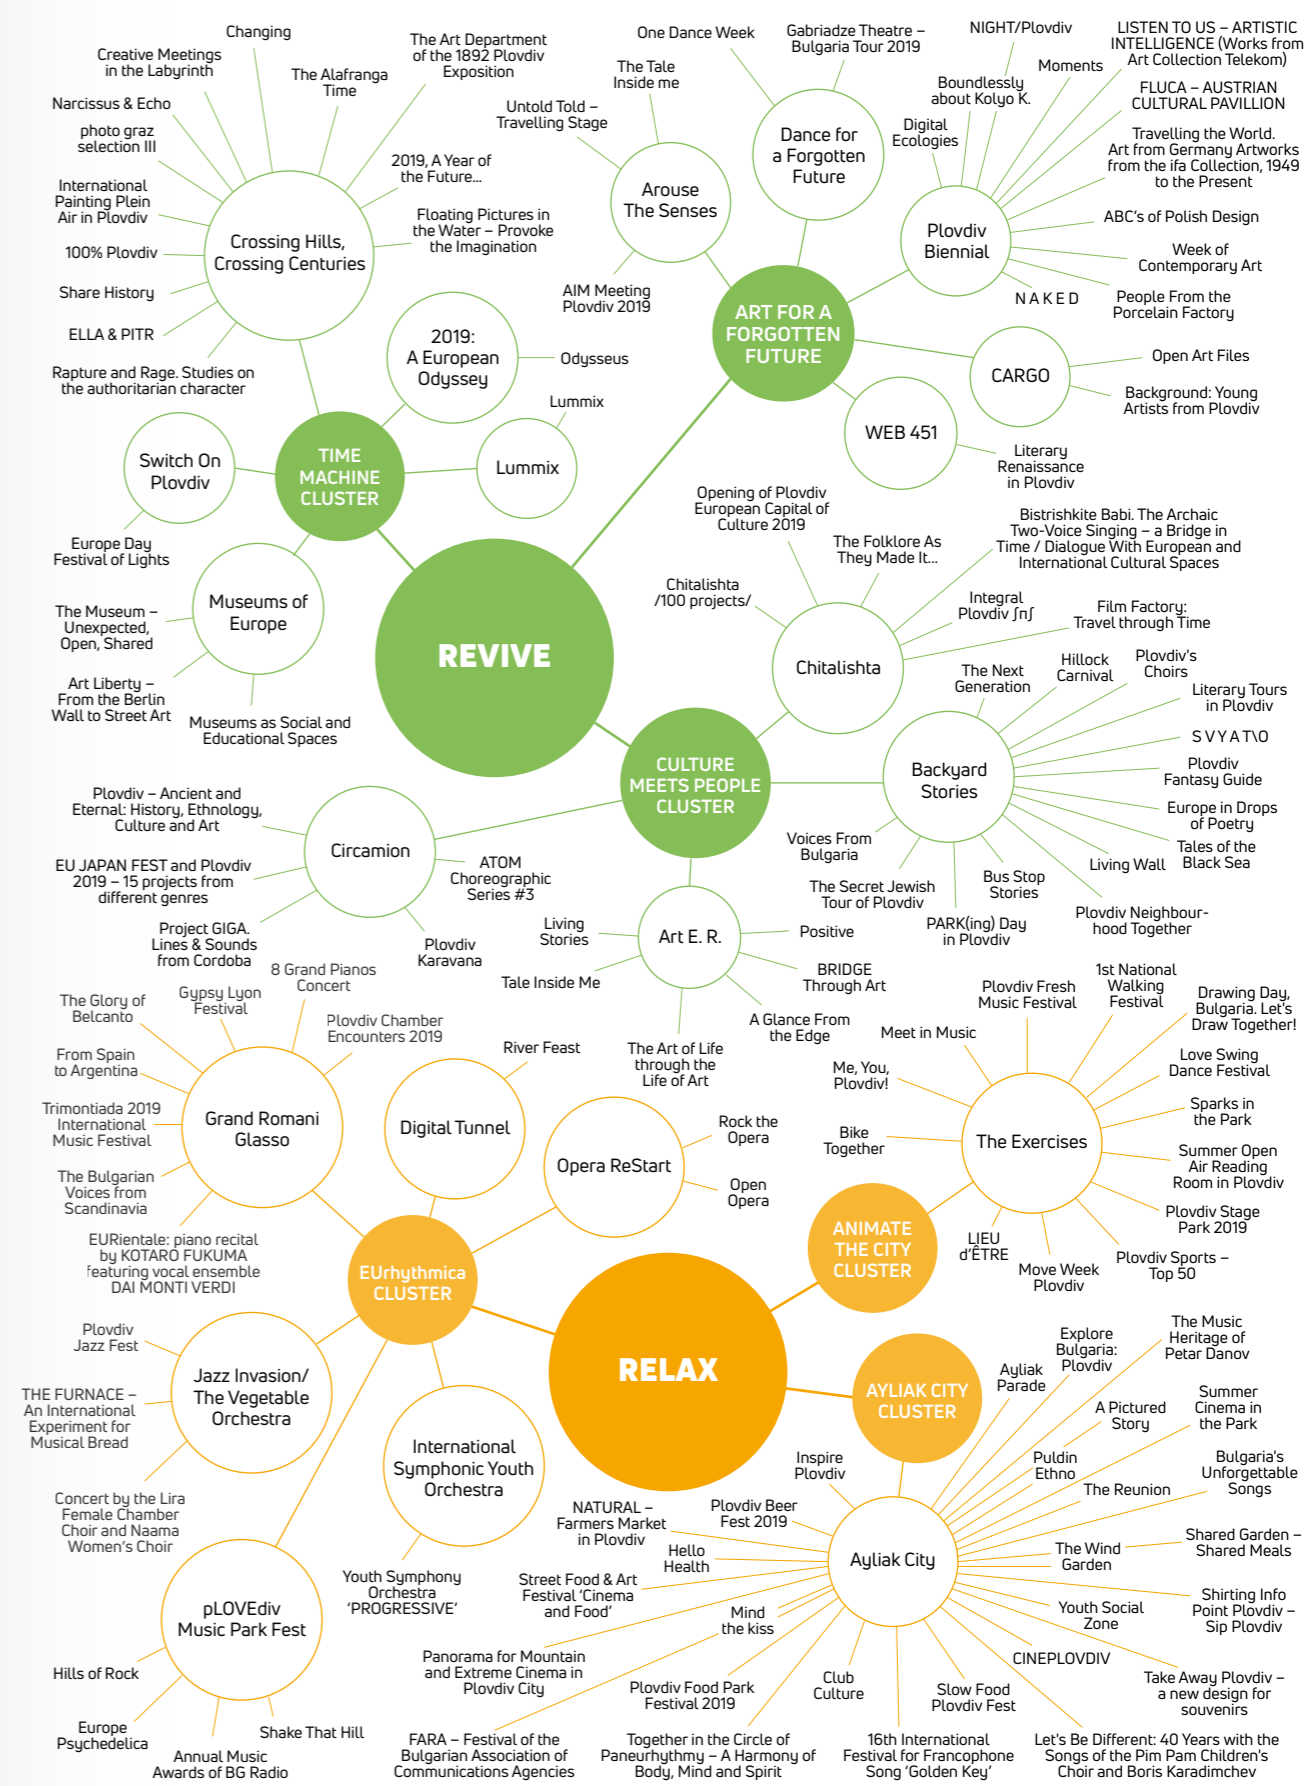 Changing
Creative Meetings
in the Labyrinth
The Alafranga
Time
The Art Department
of the 1892 Plovdiv
Exposition
Narcissus & Echo
photo graz
selection III
2019, A Year of
the Future...
International
Painting Plein
Air in Plovdiv
Floating Pictures in
the Water – Provoke
the Imagination
100% Plovdiv
Crossing Hills,
Crossing Centuries
Share History
ELLA & PITR
Rapture and Rage. Studies on
the authoritarian character
2019:
A European
Odyssey
Odysseus
Lummix
Lummix
Switch On
Plovdiv
TIME
MACHINE
CLUSTER
Europe Day
Festival of Lights
Museums of
Europe
The Museum –
Unexpected,
Open, Shared
Art Liberty –
From the Berlin
Wall to Street Art
Museums as Social and
Educational Spaces
REVIVE
One Dance Week
Gabriadze Theatre –
Bulgaria Tour 2019
The Tale
Inside me
Untold Told –
Travelling Stage
Arouse
The Senses
AIM Meeting
Plovdiv 2019
Dance for
a Forgotten
Future
ART FOR A
FORGOTTEN
FUTURE
NIGHT/Plovdiv
LISTEN TO US – ARTISTIC
INTELLIGENCE (Works from
Art Collection Telekom)
Moments
Boundlessly
about Kolyo K.
FLUCA – AUSTRIAN
CULTURAL PAVILLION
Digital
Ecologies
Travelling the World.
Art from Germany Artworks
from the ifa Collection, 1949
to the Present
Plovdiv
Biennial
ABC's of Polish Design
Week of
Contemporary Art
N A K E D
People From the
Porcelain Factory
CARGO
Open Art Files
Background: Young
Artists from Plovdiv
WEB 451
Literary
Renaissance
in Plovdiv
Opening of Plovdiv
European Capital of
Culture 2019
The Folklore As
They Made It...
Bistrishkite Babi. The Archaic
Two-Voice Singing – a Bridge in
Time / Dialogue With European and
International Cultural Spaces
Chitalishta
/100 projects/
Integral
Plovdiv ʃnʃ
Film Factory:
Travel through Time
Chitalishta
The Next
Generation
Hillock
Carnival
Plovdiv's
Choirs
Literary Tours
in Plovdiv
S V Y A T\O
Plovdiv
Fantasy Guide
Backyard
Stories
Europe in Drops
of Poetry
Tales of the
Black Sea
Living Wall
Voices From
Bulgaria
The Secret Jewish
Tour of Plovdiv
PARK(ing) Day
in Plovdiv
Bus Stop
Stories
Plovdiv Neighbour-
hood Together
CULTURE
MEETS PEOPLE
CLUSTER
Plovdiv – Ancient and
Eternal: History, Ethnology,
Culture and Art
Circamion
EU JAPAN FEST and Plovdiv
2019 – 15 projects from
different genres
ATOM
Choreographic
Series #3
Project GIGA.
Lines & Sounds
from Cordoba
Plovdiv
Karavana
Living
Stories
Art E. R.
Positive
Tale Inside Me
BRIDGE
Through Art
A Glance From
the Edge
The Art of Life
through the
Life of Art
8 Grand Pianos
Concert
Gypsy Lyon
Festival
The Glory of
Belcanto
Plovdiv Chamber
Encounters 2019
From Spain
to Argentina
Trimontiada 2019
International
Music Festival
Grand Romani
Glasso
The Bulgarian
Voices from
Scandinavia
EURientale: piano recital
by KOTARO FUKUMA
featuring vocal ensemble
DAI MONTI VERDI
River Feast
Digital Tunnel
Opera ReStart
Rock the
Opera
Open
Opera
EUrhythmica
CLUSTER
Plovdiv
Jazz Fest
Jazz Invasion/
The Vegetable
Orchestra
THE FURNACE –
An International
Experiment for
Musical Bread
Concert by the Lira
Female Chamber
Choir and Naama
Women's Choir
International
Symphonic Youth
Orchestra
Youth Symphony
Orchestra
'PROGRESSIVE'
pLOVEdiv
Music Park Fest
Hills of Rock
Europe
Psychedelica
Annual Music
Awards of BG Radio
Shake That Hill
RELAX
ANIMATE
THE CITY
CLUSTER
Plovdiv Fresh
Music Festival
1st National
Walking
Festival
Drawing Day,
Bulgaria. Let's
Draw Together!
Meet in Music
Love Swing
Dance Festival
Me, You,
Plovdiv!
Sparks in
the Park
Bike
Together
The Exercises
Summer Open
Air Reading
Room in Plovdiv
Plovdiv Stage
Park 2019
LIEU
d'ÊTRE
Move Week
Plovdiv
Plovdiv Sports –
Top 50
AYLIAK CITY
CLUSTER
The Music
Heritage of
Petar Danov
Explore
Bulgaria:
Plovdiv
Ayliak
Parade
Summer
Cinema in
the Park
A Pictured
Story
Inspire
Plovdiv
Puldin
Ethno
Bulgaria's
Unforgettable
Songs
The Reunion
NATURAL –
Farmers Market
in Plovdiv
Plovdiv Beer
Fest 2019
Hello
Health
Ayliak City
The Wind
Garden
Shared Garden –
Shared Meals
Street Food & Art
Festival 'Cinema
and Food'
Mind
the kiss
Youth Social
Zone
Shirting Info
Point Plovdiv –
Sip Plovdiv
Panorama for Mountain
and Extreme Cinema in
Plovdiv City
Plovdiv Food Park
Festival 2019
Club
Culture
Slow Food
Plovdiv Fest
CINEPLOVDIV
Take Away Plovdiv –
a new design for
souvenirs
FARA – Festival of the
Bulgarian Association of
Communications Agencies
Together in the Circle of
Paneurhythmy – A Harmony of
Body, Mind and Spirit
16th International
Festival for Francophone
Song 'Golden Key'
Let's Be Different: 40 Years with the
Songs of the Pim Pam Children's
Choir and Boris Karadimchev